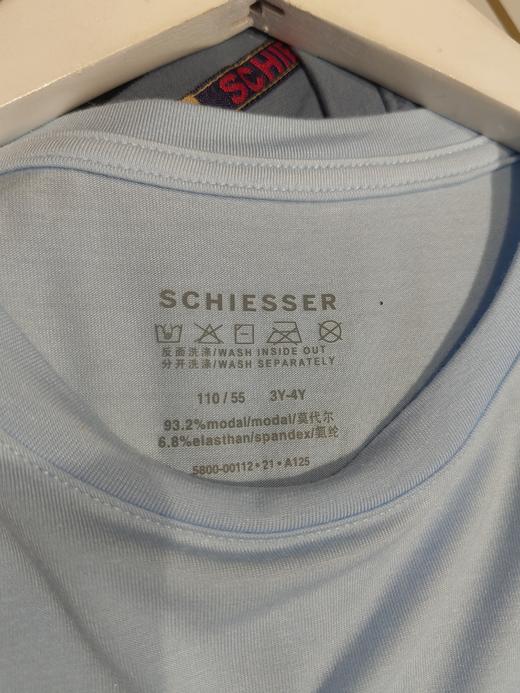 SCHI
SCHIESSER
反面洗涤/WASH INSIDE OUT
分开洗涤/WASH SEPARATELY
110/55 3Y-4Y
93.2%modal/modal/莫代尔
6.8%elasthan/spandex/氨纶
5800-00112•21•A125